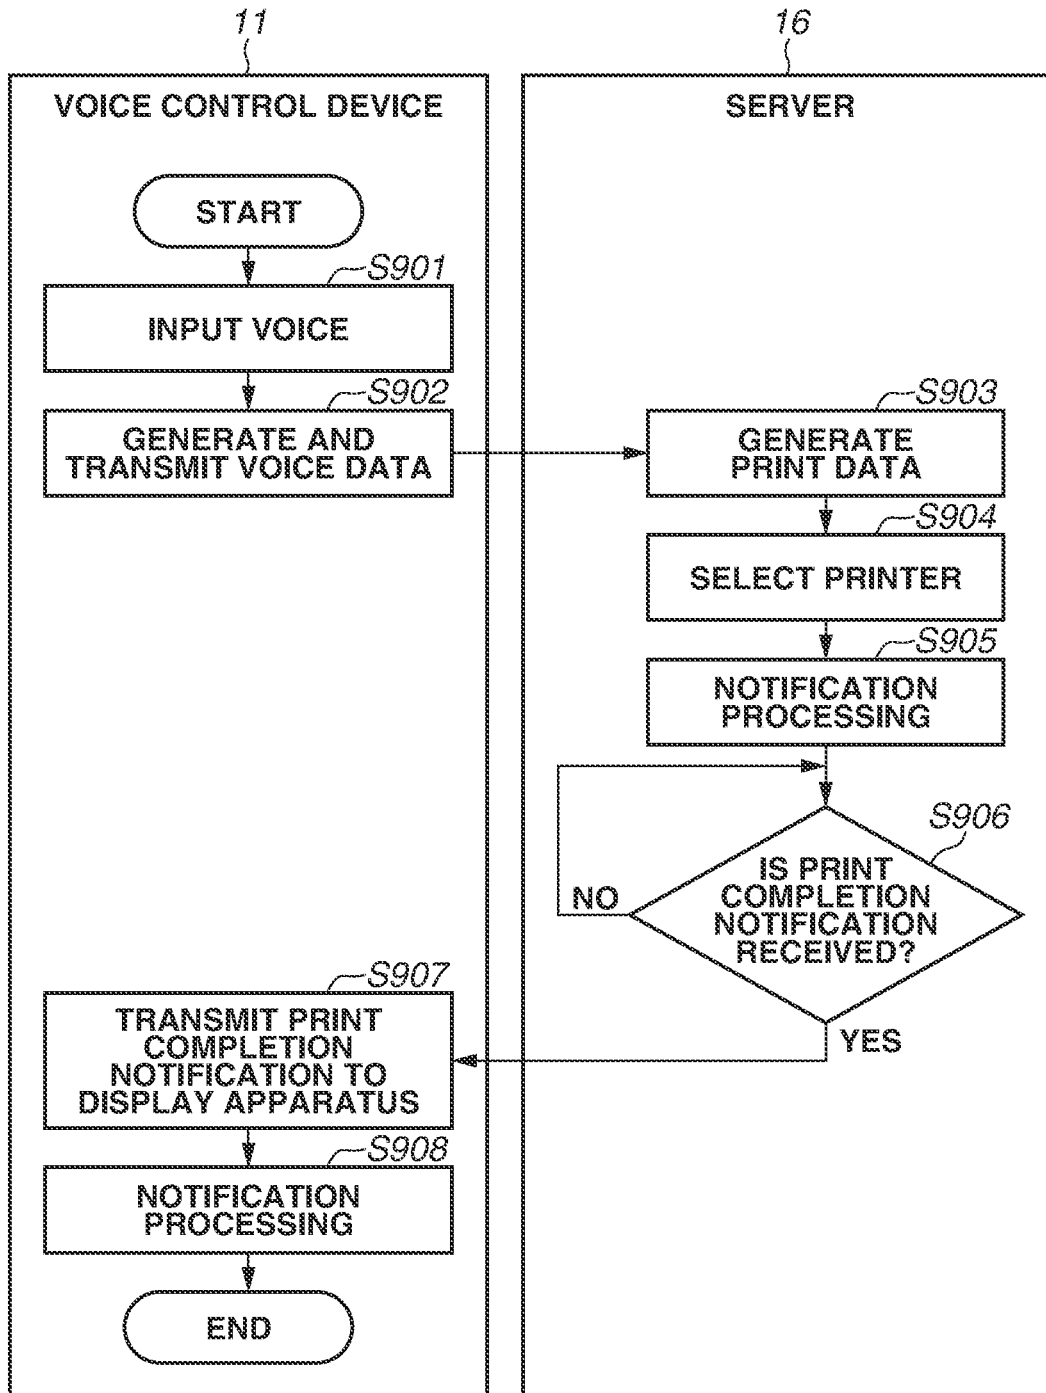 11
16
VOICE CONTROL DEVICE
SERVER
START
S901
INPUT VOICE
S902
GENERATE AND
TRANSMIT VOICE DATA
S903
GENERATE
PRINT DATA
S904
SELECT PRINTER
S905
NOTIFICATION
PROCESSING
S906
IS PRINT
COMPLETION
NOTIFICATION
RECEIVED?
NO
YES
S907
TRANSMIT PRINT
COMPLETION
NOTIFICATION TO
DISPLAY APPARATUS
S908
NOTIFICATION
PROCESSING
END